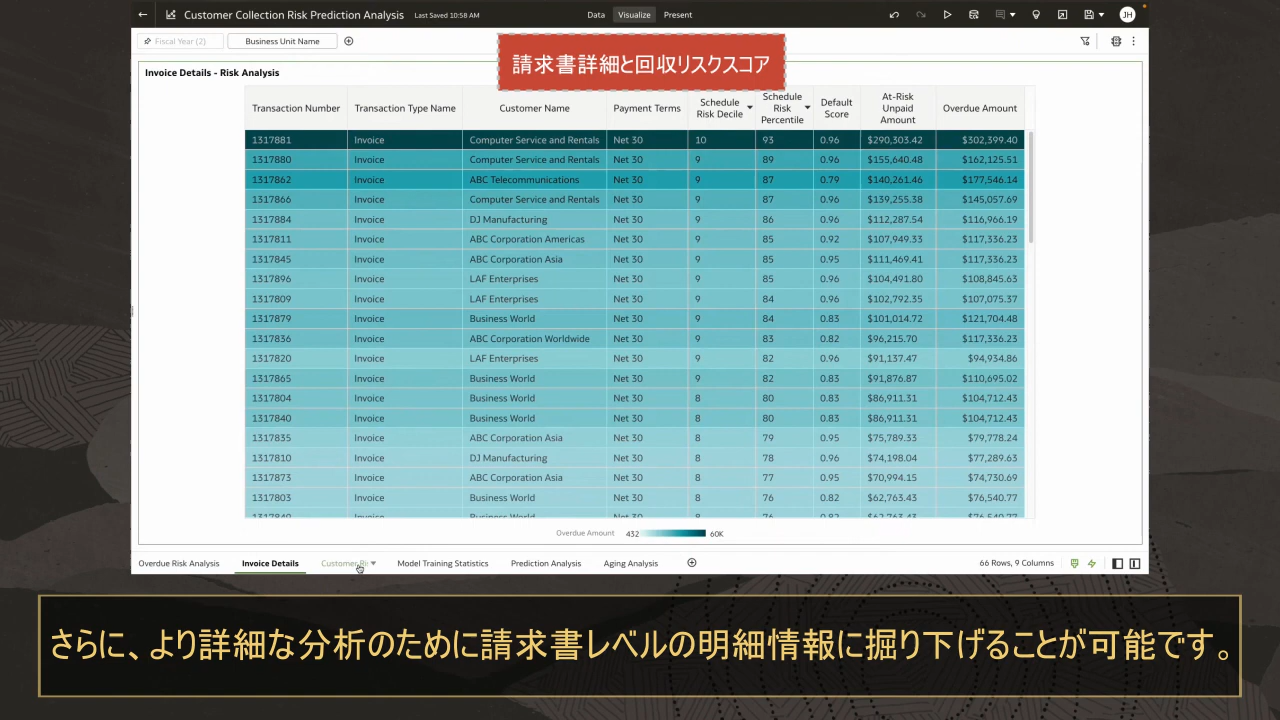 Customer Collection Risk Prediction Analysis Last Saved 10:58 AM Data Visualize Present JH
Fiscal Year (2) Business Unit Name
請求書詳細と回収リスクスコア
Invoice Details - Risk Analysis
Transaction Number Transaction Type Name Customer Name Payment Terms Schedule Risk Decile Schedule Risk Percentile Default Score At-Risk Unpaid Amount Overdue Amount
1317881 Invoice Computer Service and Rentals Net 30 10 93 0.96 $290,303.42 $302,399.40
1317880 Invoice Computer Service and Rentals Net 30 9 89 0.96 $155,640.48 $162,125.51
1317862 Invoice ABC Telecommunications Net 30 9 87 0.79 $140,261.46 $177,546.14
1317866 Invoice Computer Service and Rentals Net 30 9 87 0.96 $139,255.38 $145,057.69
1317884 Invoice DJ Manufacturing Net 30 9 86 0.96 $112,287.54 $116,966.19
1317811 Invoice ABC Corporation Americas Net 30 9 85 0.92 $107,949.33 $117,336.23
1317845 Invoice ABC Corporation Asia Net 30 9 85 0.95 $111,469.41 $117,336.23
1317896 Invoice LAF Enterprises Net 30 9 85 0.96 $104,491.80 $108,845.63
1317809 Invoice LAF Enterprises Net 30 9 84 0.96 $102,792.35 $107,075.37
1317879 Invoice Business World Net 30 9 84 0.83 $101,014.72 $121,704.48
1317836 Invoice ABC Corporation Worldwide Net 30 9 83 0.82 $96,215.70 $117,336.23
1317820 Invoice LAF Enterprises Net 30 9 82 0.96 $91,137.47 $94,934.86
1317865 Invoice Business World Net 30 9 82 0.83 $91,876.87 $110,695.02
1317804 Invoice Business World Net 30 8 80 0.83 $86,911.31 $104,712.43
1317840 Invoice Business World Net 30 8 80 0.83 $86,911.31 $104,712.43
1317835 Invoice ABC Corporation Asia Net 30 8 79 0.95 $75,789.33 $79,778.24
1317810 Invoice DJ Manufacturing Net 30 8 78 0.96 $74,198.04 $77,289.63
1317873 Invoice ABC Corporation Asia Net 30 8 77 0.95 $70,994.15 $74,730.69
1317803 Invoice Business World Net 30 8 76 0.82 $62,763.43 $76,540.77
Overdue Amount 432 60K
Overdue Risk Analysis Invoice Details Customer Model Training Statistics Prediction Analysis Aging Analysis 66 Rows, 9 Columns
さらに、より詳細な分析のために請求書レベルの明細情報に掘り下げることが可能です。